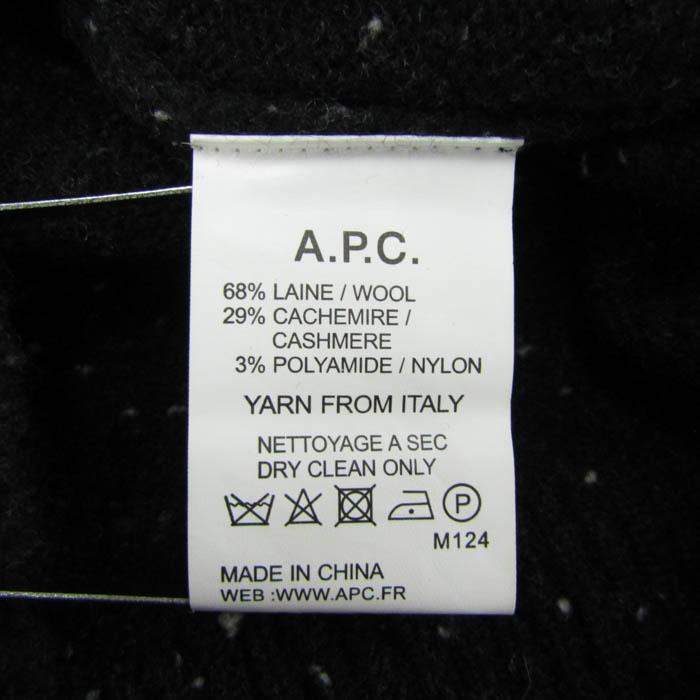 A.P.C.
68% LAINE / WOOL
29% CACHEMIRE /
CASHMERE
3% POLYAMIDE / NYLON
YARN FROM ITALY
NETTOYAGE A SEC
DRY CLEAN ONLY
P
M124
MADE IN CHINA
WEB :WWW.APC.FR